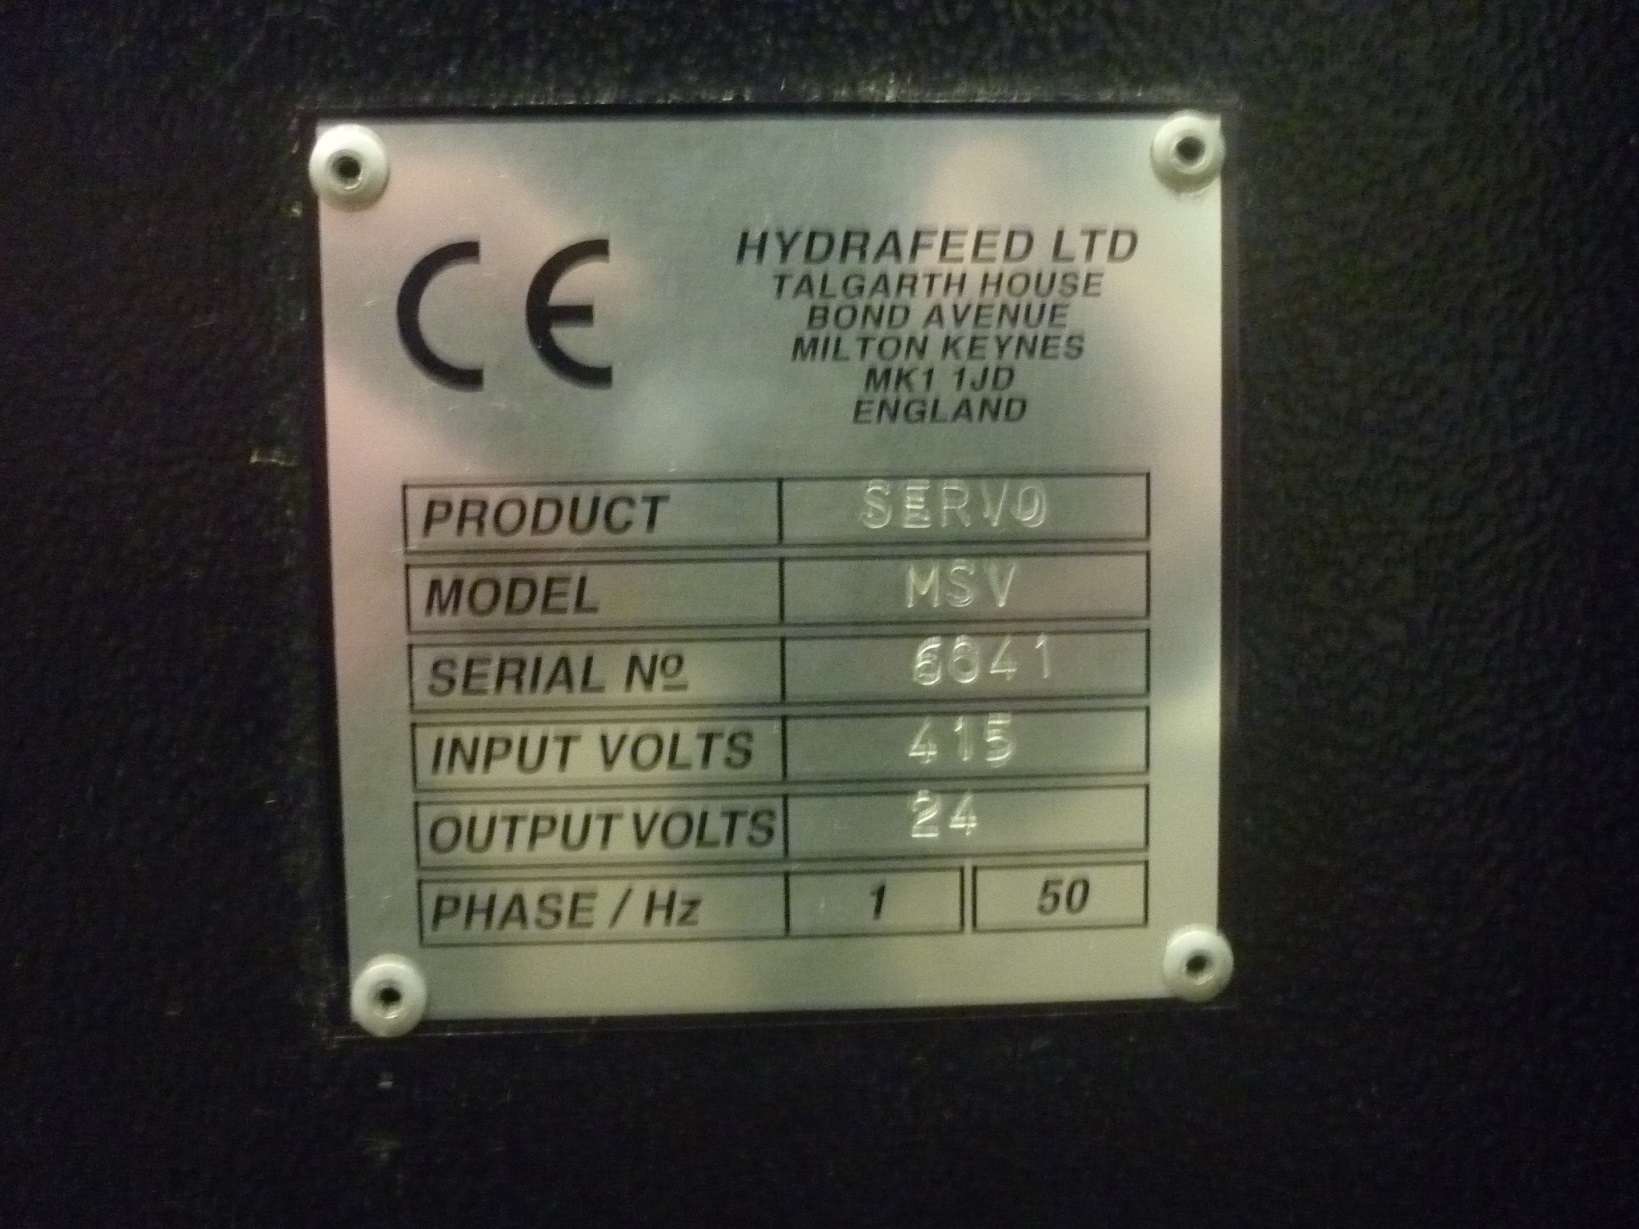 CE
HYDRAFEED LTD
TALGARTH HOUSE
BOND AVENUE
MILTON KEYNES
MK1 1JD
ENGLAND
PRODUCT SERVO
MODEL MSV
SERIAL Nº
INPUT VOLTS 415
OUTPUT VOLTS 24
PHASE / Hz 1 50